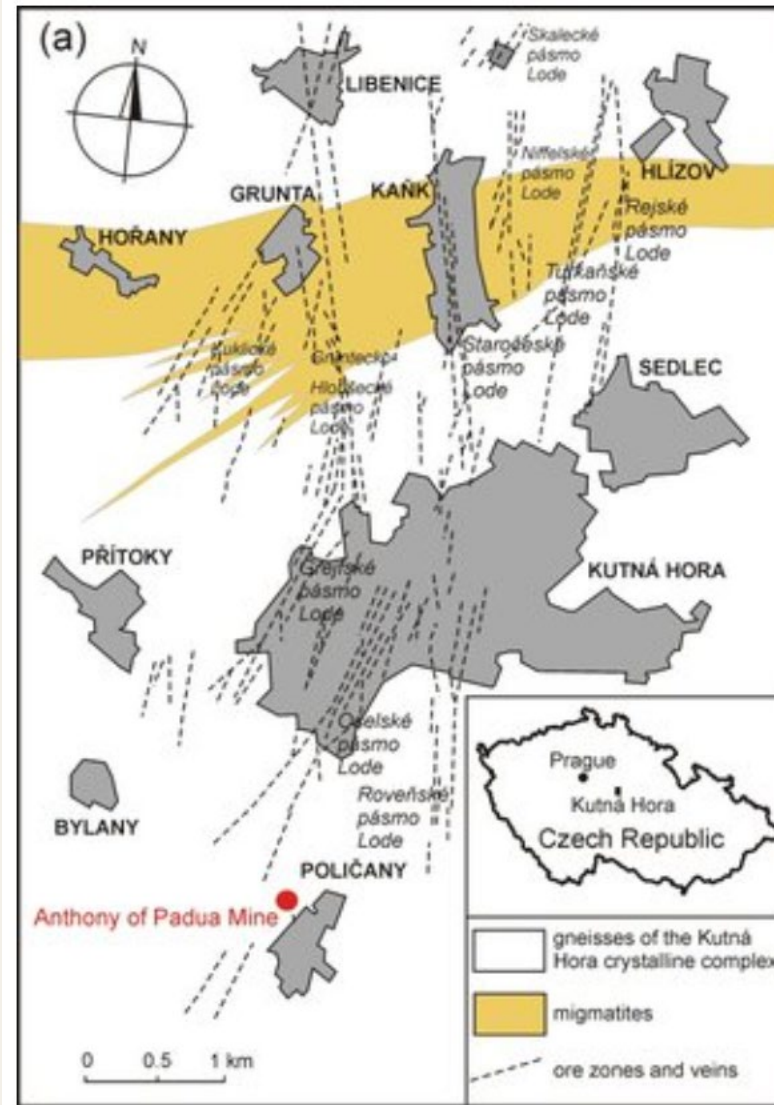 (a)
N
Skalecké
pásmo
Lode
LIBENICE
HLÍZOV
Niffelské
pásmo
Lode
GRUNTA
KAŇK
HOŘANY
Rejské
pásmo
Lode
Turkaňské
pásmo
Lode
Kuklické
pásmo
Lode
Gruntecko-
Hloušecké
pásmo
Lode
Staročeské
pásmo
Lode
SEDLEC
PŘÍTOKY
KUTNÁ HORA
Grejfské
pásmo
Lode
Oselské
pásmo
Lode
Roveňské
pásmo
Lode
BYLANY
POLIČANY
Anthony of Padua Mine
0 0.5 1 km
Prague
Kutná Hora
Czech Republic
gneisses of the Kutná
Hora crystalline complex
migmatites
ore zones and veins